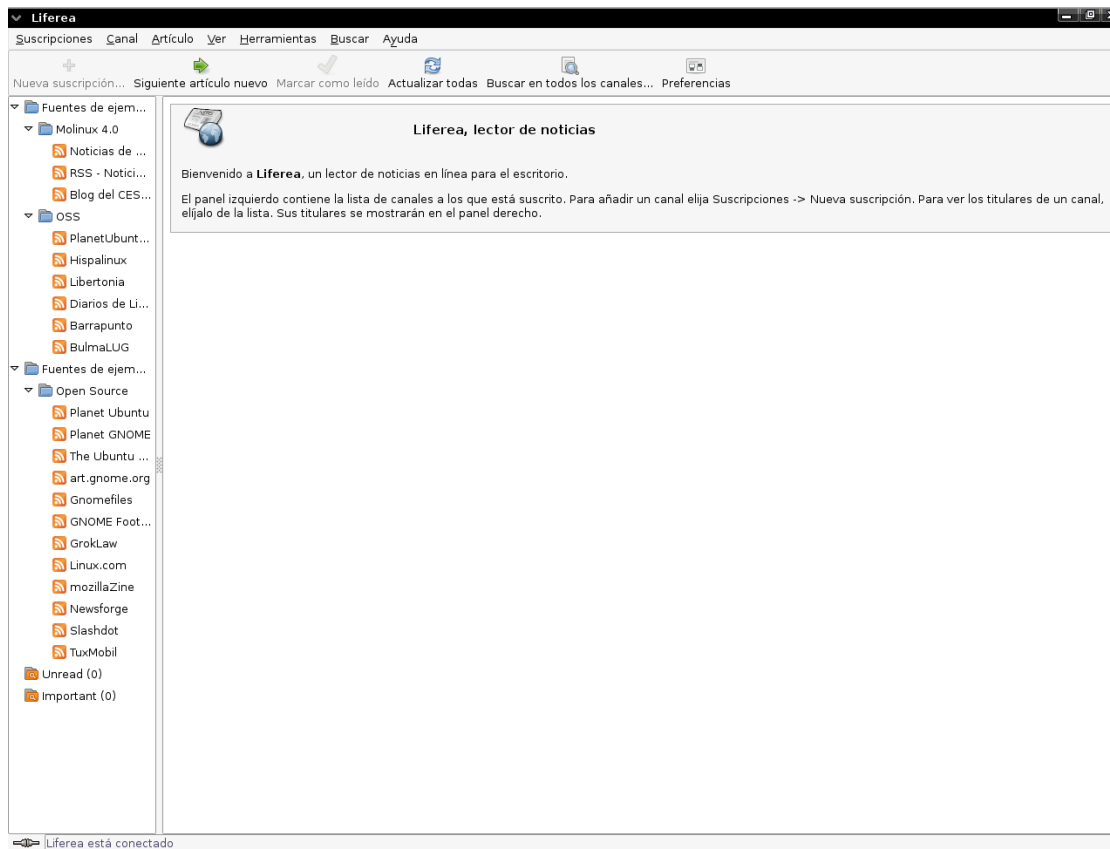 Liferea
Suscripciones Canal Artículo Ver Herramientas Buscar Ayuda
Nueva suscripción... Siguiente artículo nuevo Marcar como leído Actualizar todas Buscar en todos los canales... Preferencias
Fuentes de ejem...
Molinux 4.0
Noticias de ...
RSS - Notici...
Blog del CES...
OSS
PlanetUbunt...
Hispalinux
Libertonia
Diarios de Li...
Barrapunto
BulmaLUG
Fuentes de ejem...
Open Source
Planet Ubuntu
Planet GNOME
The Ubuntu ...
art.gnome.org
Gnomefiles
GNOME Foot...
GrokLaw
Linux.com
mozillaZine
Newsforge
Slashdot
TuxMobil
Unread (0)
Important (0)
Liferea, lector de noticias
Bienvenido a Liferea, un lector de noticias en línea para el escritorio.
El panel izquierdo contiene la lista de canales a los que está suscrito. Para añadir un canal elija Suscripciones -> Nueva suscripción. Para ver los titulares de un canal,
elíjalo de la lista. Sus titulares se mostrarán en el panel derecho.
Liferea está conectado